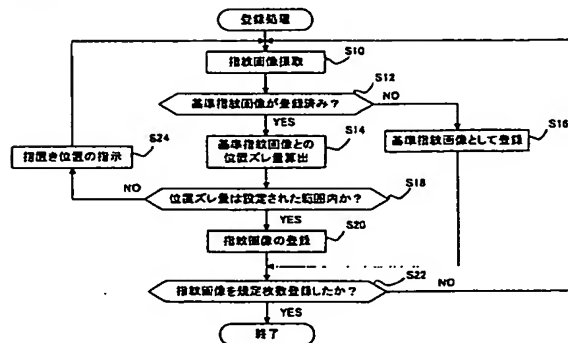 登録処理
指紋画像採取
S10
基準指紋画像が登録済み？
S12
NO
YES
基準指紋画像との
位置ズレ量算出
S14
基準指紋画像として登録
S16
指置き位置の指示
S24
位置ズレ量は設定された範囲内か？
S18
NO
YES
指紋画像の登録
S20
指紋画像を規定枚数登録したか？
S22
NO
YES
終了